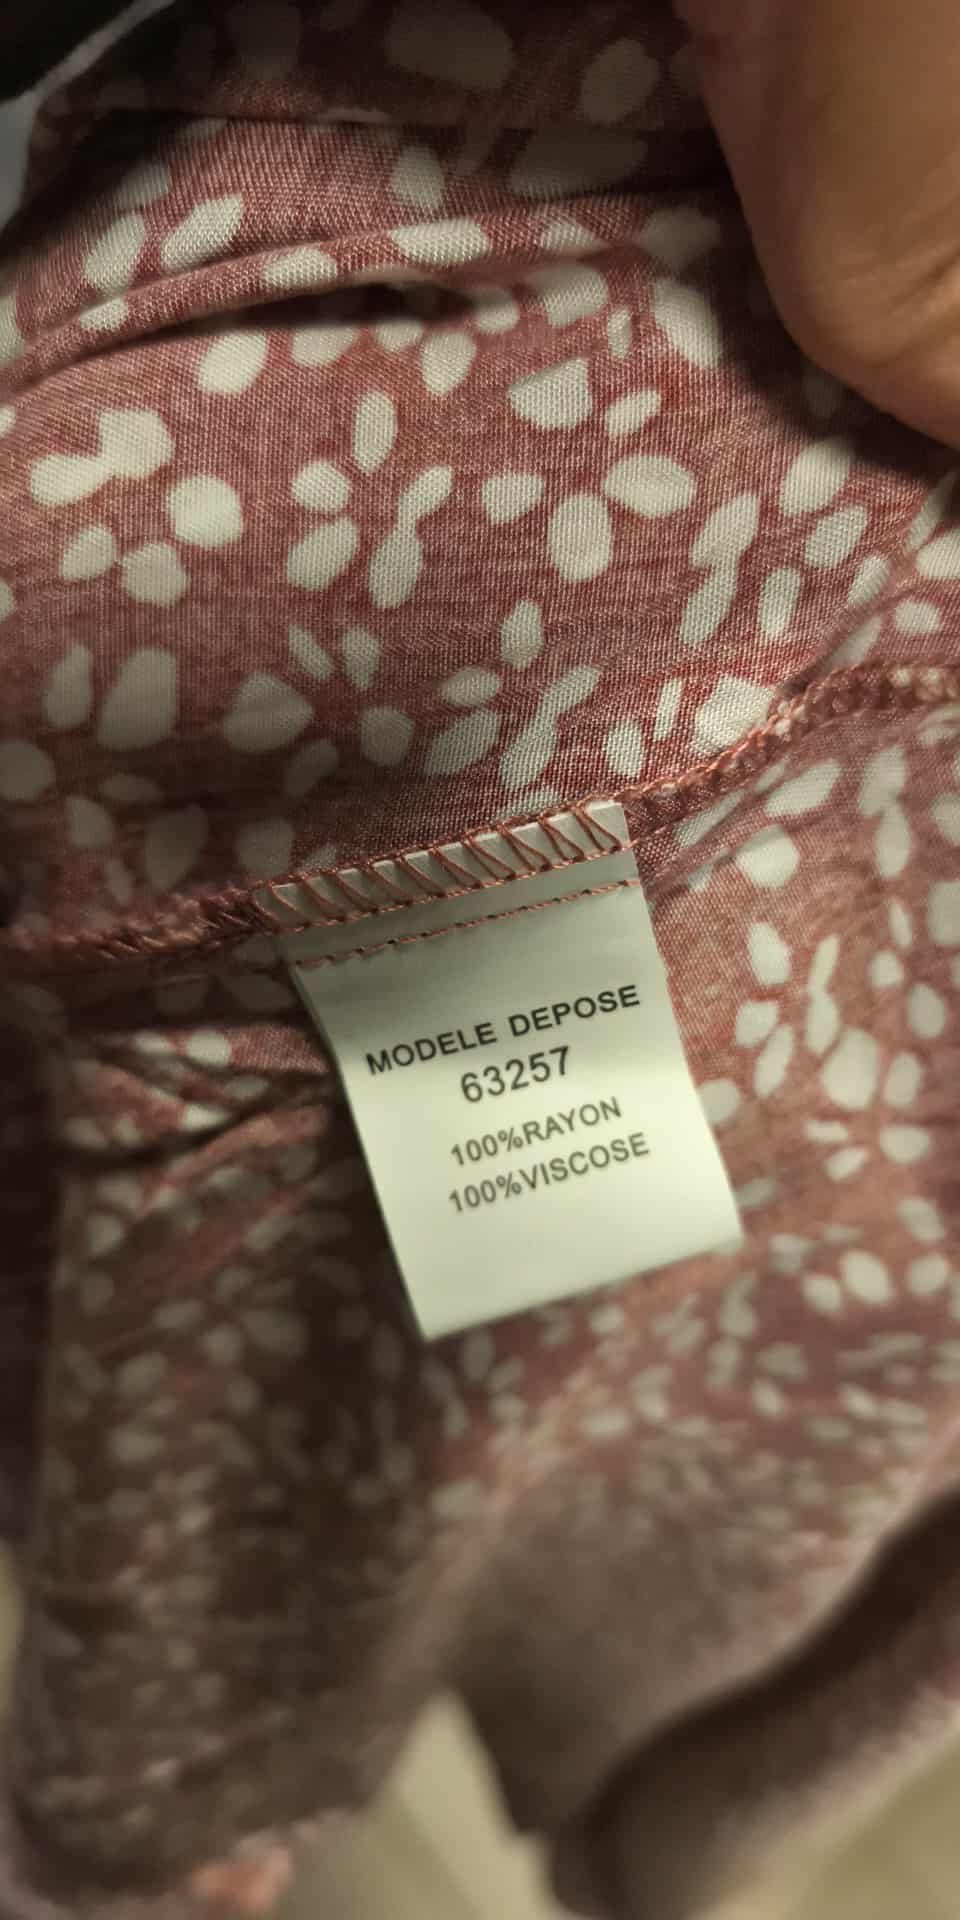 MODELE DEPOSE
63257
100%RAYON
100%VISCOSE